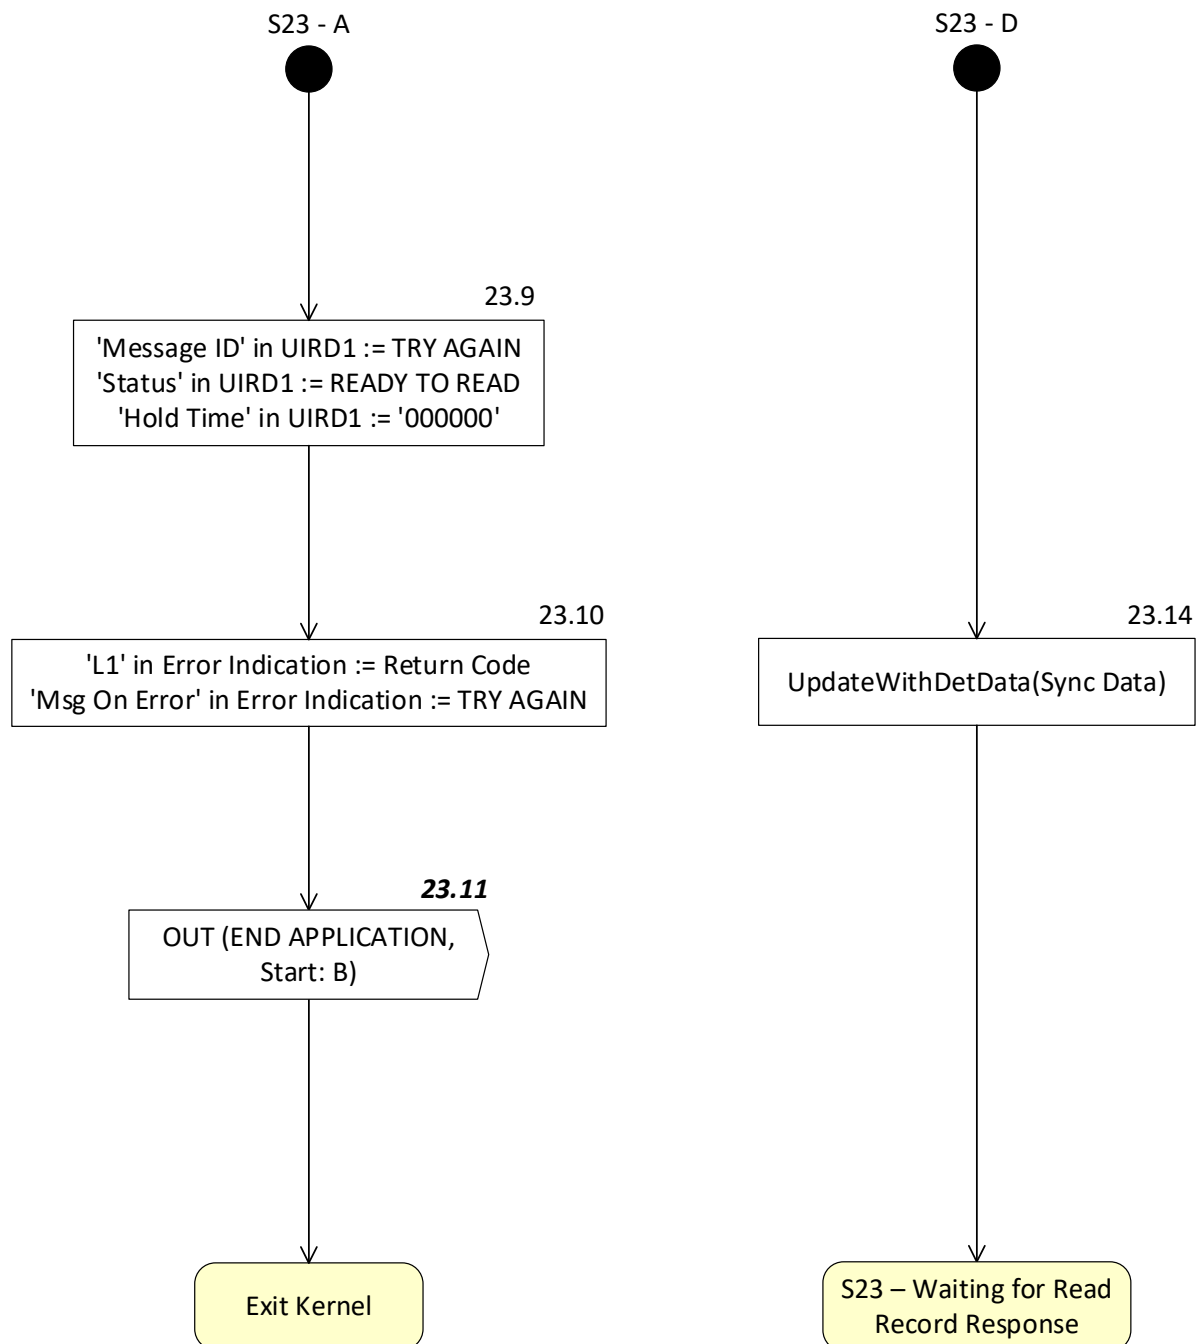 S23 - A
23.9
'Message ID' in UIRD1 := TRY AGAIN
'Status' in UIRD1 := READY TO READ
'Hold Time' in UIRD1 := '000000'
23.10
'L1' in Error Indication := Return Code
'Msg On Error' in Error Indication := TRY AGAIN
23.11
OUT (END APPLICATION,
Start: B)
Exit Kernel
S23 - D
23.14
UpdateWithDetData(Sync Data)
S23 – Waiting for Read
Record Response